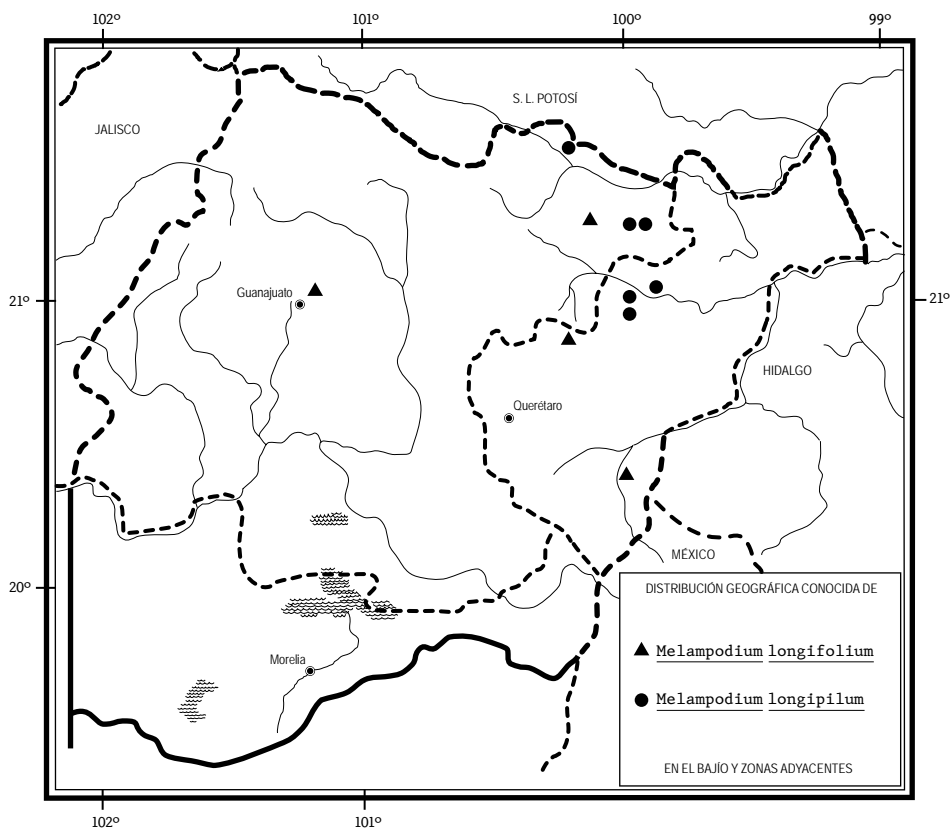 102º 101º 100º 99º
S. L. POTOSÍ
JALISCO
Guanajuato
21º 21º
HIDALGO
Querétaro
MÉXICO
20º
DISTRIBUCIÓN GEOGRÁFICA CONOCIDA DE
Melampodium longifolium
Morelia
Melampodium longipilum
EN EL BAJÍO Y ZONAS ADYACENTES
102º 101º